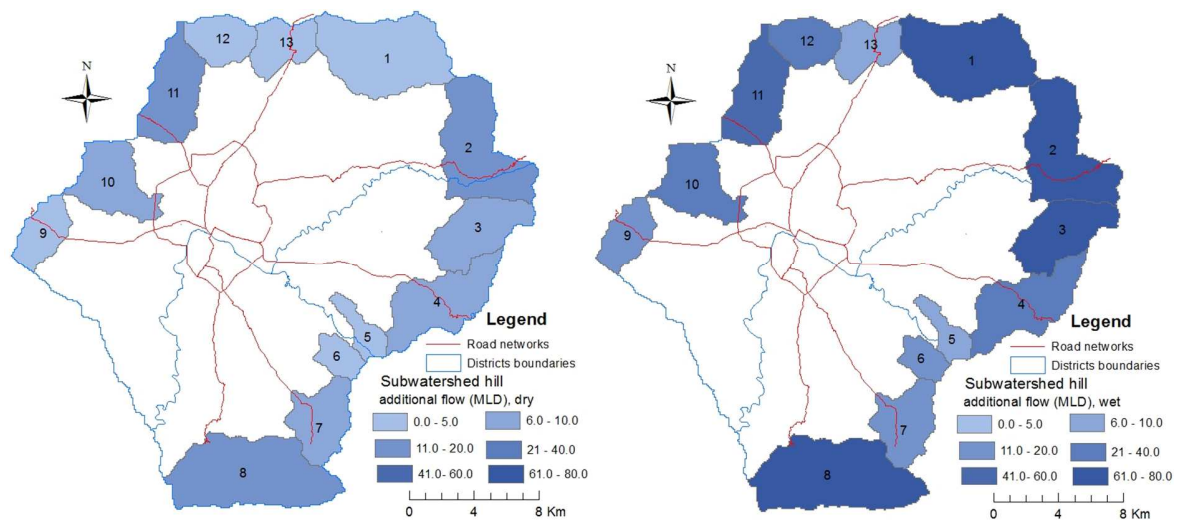 N
12
13
1
11
2
10
9
3
4
5
6
7
8
Legend
Road networks
Districts boundaries
Subwatershed hill
additional flow (MLD), dry
0.0 - 5.0
6.0 - 10.0
11.0 - 20.0
21 - 40.0
41.0 - 60.0
61.0 - 80.0
0 4 8 Km
N
12
13
1
11
2
10
9
3
4
5
6
7
8
Legend
Road networks
Districts boundaries
Subwatershed hill
additional flow (MLD), wet
0.0 - 5.0
6.0 - 10.0
11.0 - 20.0
21 - 40.0
41.0 - 60.0
61.0 - 80.0
0 4 8 Km